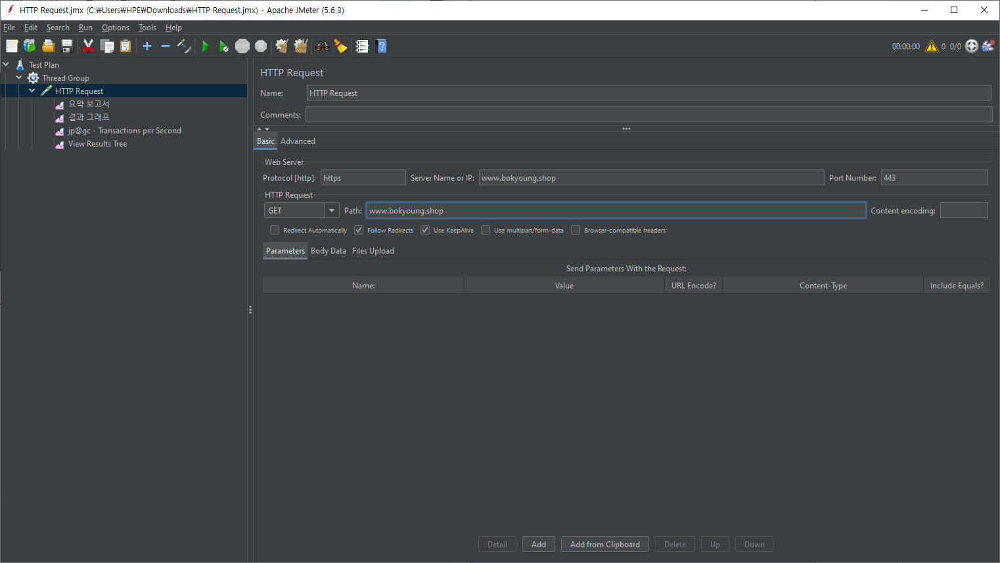 HTTP Request.jmx (C:₩Users₩HPE₩Downloads₩HTTP Request.jmx) - Apache JMeter (5.6.3)
File Edit Search Run Options Tools Help
STOP
00:00:00 0 0/0
Test Plan
Thread Group
HTTP Request
요약 보고서
결과 그래프
jp@gc - Transactions per Second
View Results Tree
HTTP Request
Name: HTTP Request
Comments:
Basic Advanced
Web Server
Protocol [http]: https Server Name or IP: www.bokyoung.shop Port Number: 443
HTTP Request
GET Path: www.bokyoung.shop Content encoding:
Redirect Automatically Follow Redirects Use KeepAlive Use multipart/form-data Browser-compatible headers
Parameters Body Data Files Upload
Send Parameters With the Request:
Name: Value URL Encode? Content-Type Include Equals?
Detail Add Add from Clipboard Delete Up Down